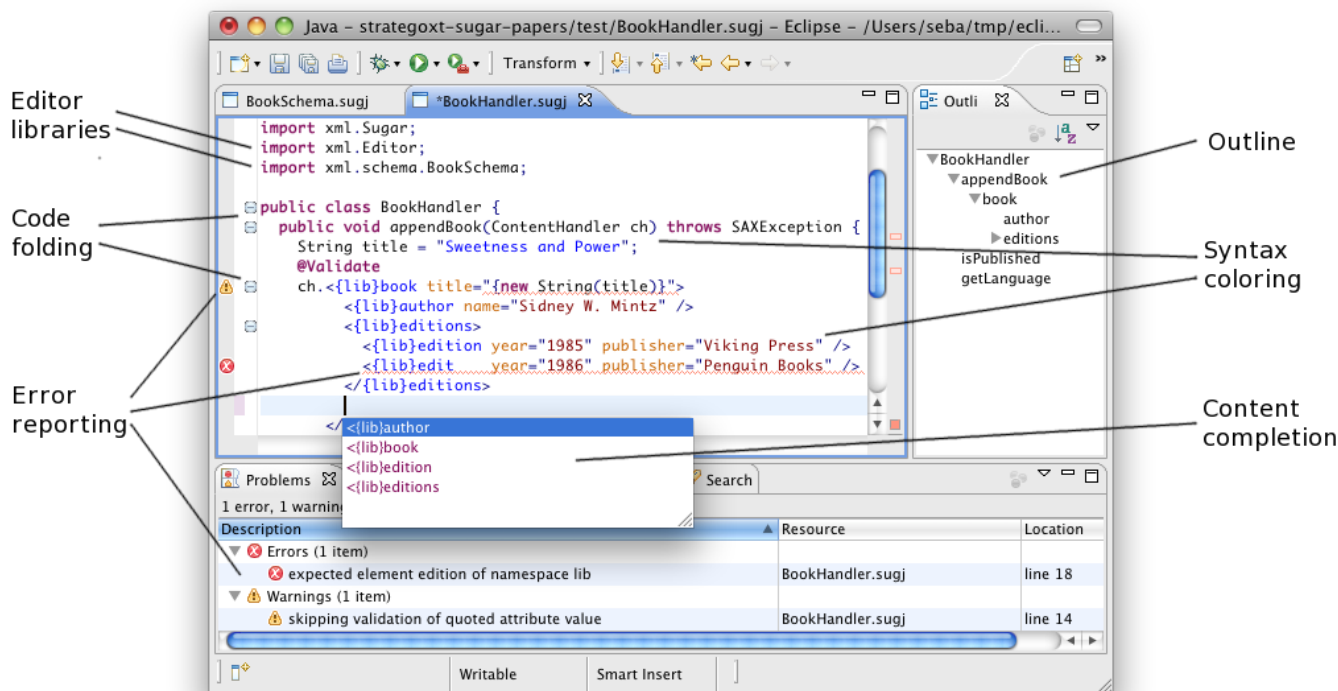 Java – strategoxt-sugar-papers/test/BookHandler.sugj – Eclipse – /Users/seba/tmp/ecli...
Transform
BookSchema.sugj
*BookHandler.sugj
Outli
Editor
libraries
import xml.Sugar;
import xml.Editor;
import xml.schema.BookSchema;
Code
folding
public class BookHandler {
public void appendBook(ContentHandler ch) throws SAXException {
String title = "Sweetness and Power";
@Validate
ch.<{lib}book title="{new String(title)}">
<{lib}author name="Sidney W. Mintz" />
<{lib}editions>
<{lib}edition year="1985" publisher="Viking Press" />
<{lib}edit year="1986" publisher="Penguin Books" />
</{lib}editions>
</
Error
reporting
<{lib}author
<{lib}book
<{lib}edition
<{lib}editions
BookHandler
appendBook
book
author
editions
isPublished
getLanguage
Outline
Syntax
coloring
Content
completion
Problems
Search
1 error, 1 warnin
Description
Resource
Location
Errors (1 item)
expected element edition of namespace lib
BookHandler.sugj
line 18
Warnings (1 item)
skipping validation of quoted attribute value
BookHandler.sugj
line 14
Writable
Smart Insert